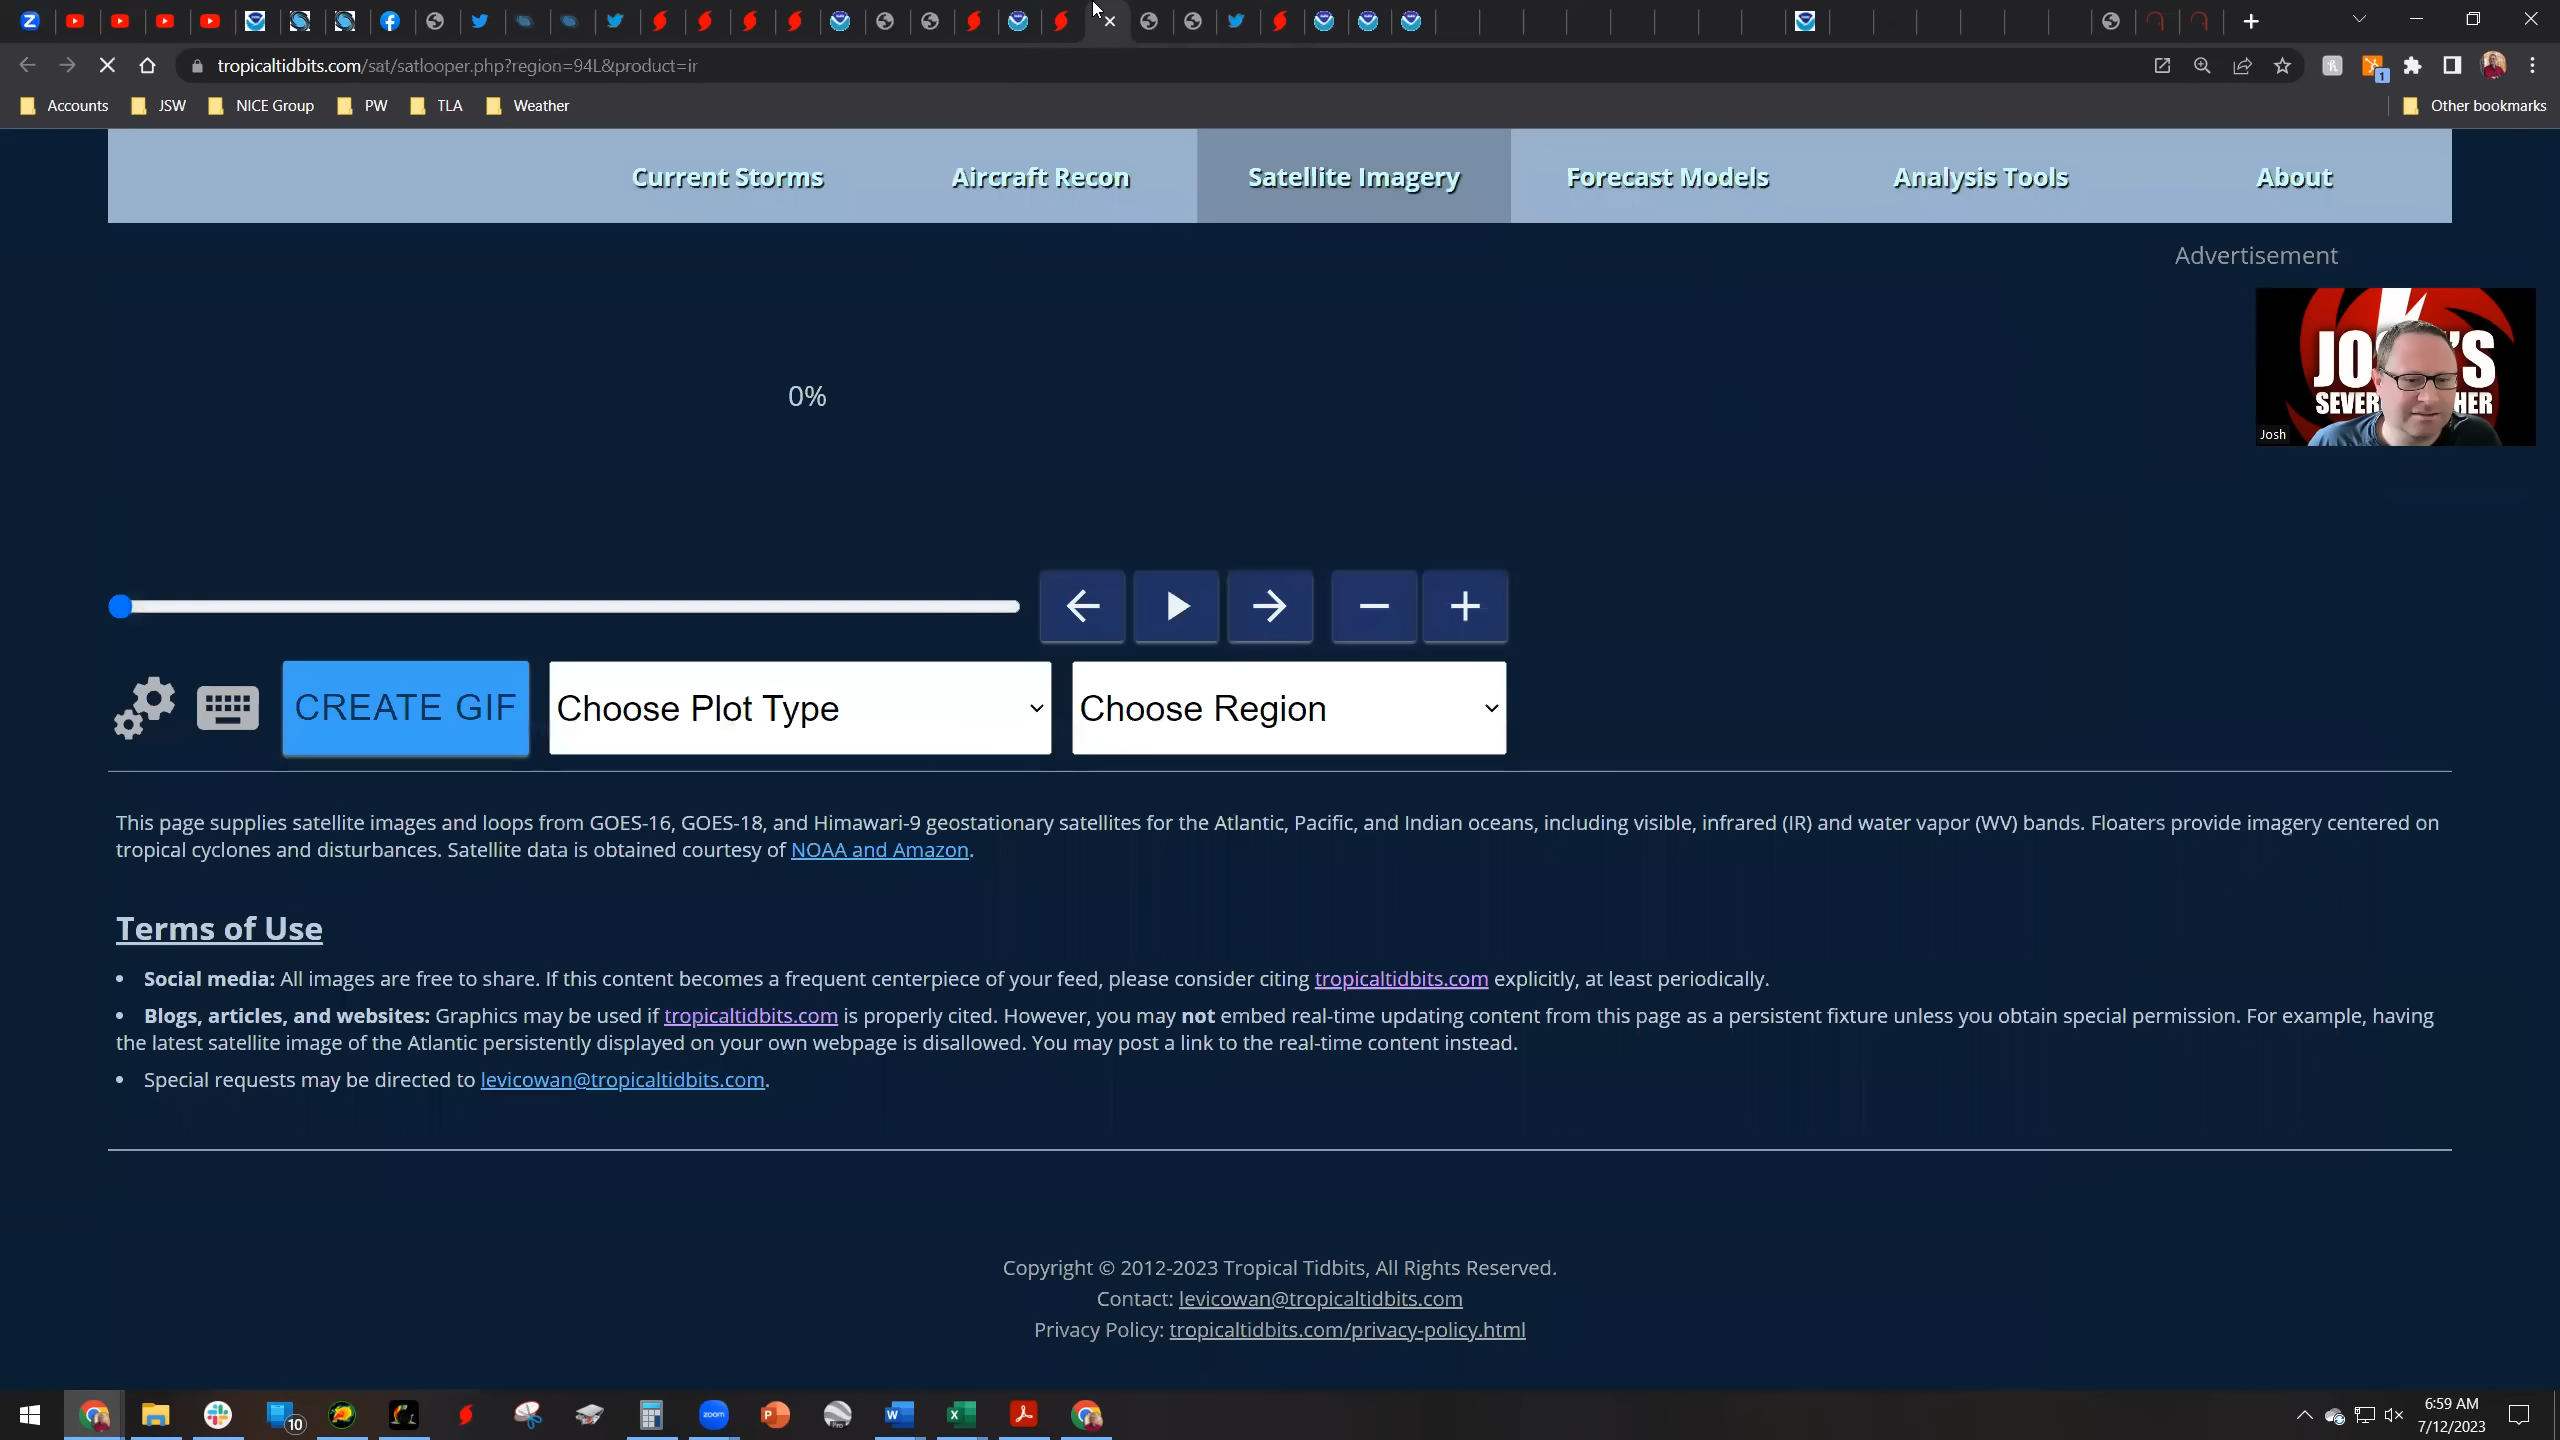 tropicaltidbits.com/sat/satlooper.php?region=94L&product=ir
1
Accounts JSW NICE Group PW TLA Weather Other bookmarks
Current Storms Aircraft Recon Satellite Imagery Forecast Models Analysis Tools About
Advertisement
0%
Josh
CREATE GIF Choose Plot Type Choose Region
This page supplies satellite images and loops from GOES-16, GOES-18, and Himawari-9 geostationary satellites for the Atlantic, Pacific, and Indian oceans, including visible, infrared (IR) and water vapor (WV) bands. Floaters provide imagery centered on
tropical cyclones and disturbances. Satellite data is obtained courtesy of NOAA and Amazon.
Terms of Use
• Social media: All images are free to share. If this content becomes a frequent centerpiece of your feed, please consider citing tropicaltidbits.com explicitly, at least periodically.
• Blogs, articles, and websites: Graphics may be used if tropicaltidbits.com is properly cited. However, you may not embed real-time updating content from this page as a persistent fixture unless you obtain special permission. For example, having
the latest satellite image of the Atlantic persistently displayed on your own webpage is disallowed. You may post a link to the real-time content instead.
• Special requests may be directed to levicowan@tropicaltidbits.com.
Copyright © 2012-2023 Tropical Tidbits, All Rights Reserved.
Contact: levicowan@tropicaltidbits.com
Privacy Policy: tropicaltidbits.com/privacy-policy.html
10
zoom
6:59 AM
7/12/2023